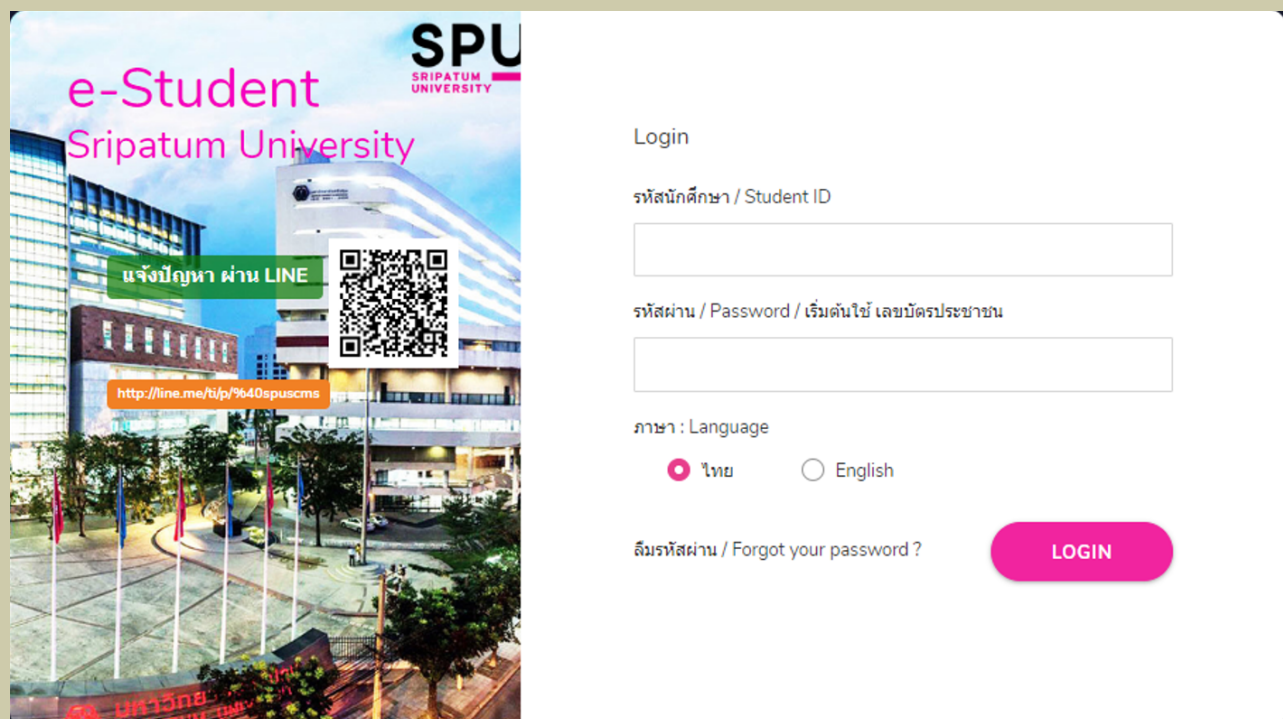 SPU
SRIPATUM
UNIVERSITY
e-Student
Sripatum University
แจ้งปัญหา ผ่าน LINE
http://line.me/ti/p/%40spuscms
Login
รหัสนักศึกษา / Student ID
รหัสผ่าน / Password / เริ่มต้นใช้ เลขบัตรประชาชน
ภาษา : Language
ไทย
English
ลืมรหัสผ่าน / Forgot your password ?
LOGIN